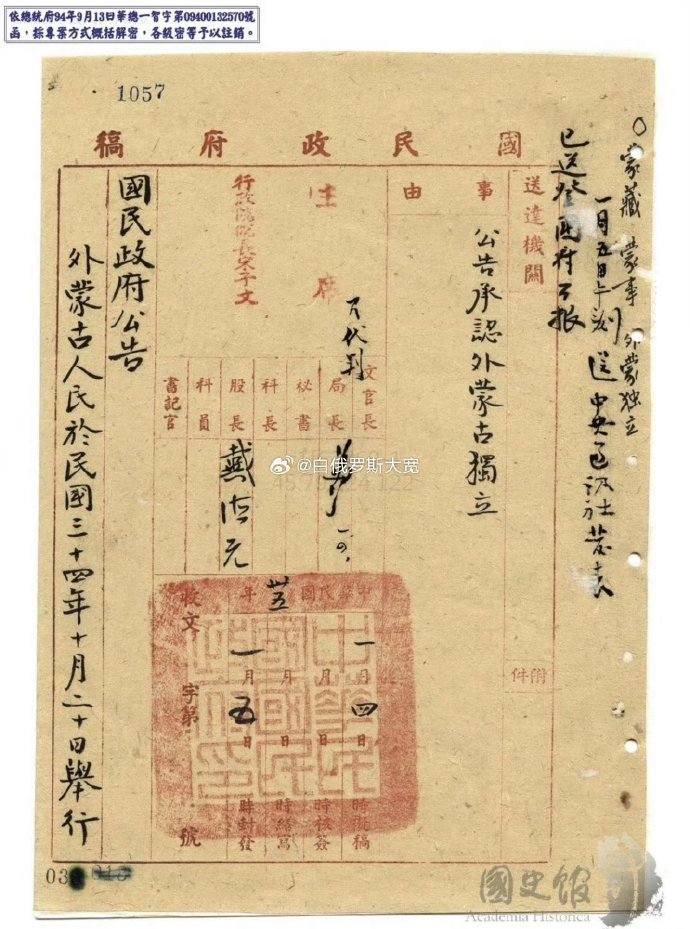 依總統府94年9月13日華總一智字第09400132570號
函，採專案方式概括解密，各級密等予以註銷。
1057
國民政府稿
蒙藏 蒙事 外蒙独立
一月五日午刻送中央通訊社發表
已送登國府公報
送達機關
附件
事由
公告承認外蒙古獨立
主席
行政院院長宋子文
代判
文官長
局長
秘書
科長
股長
科員
書記官
戴
元
中華民國卅五年
一月四日時擬稿
月日時核簽
月日時繕寫
一月五日時封發
收文字第號
國民政府公告
外蒙古人民於民國三十四年十月二十日舉行
@白俄罗斯大宽
國史館
Academia Historica